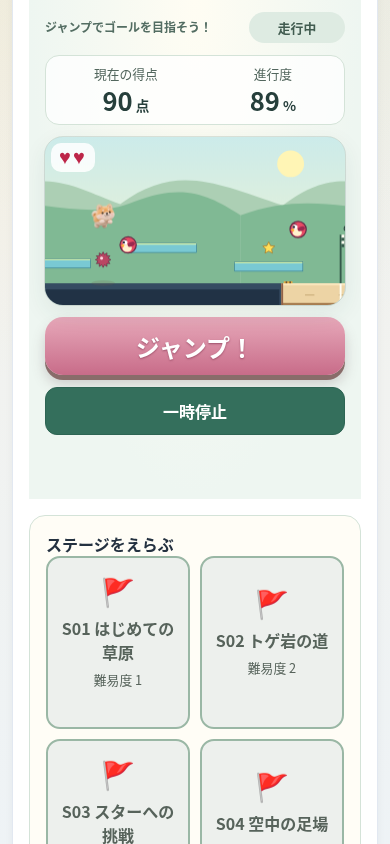 ジャンプでゴールを目指そう！
走行中
現在の得点
進行度
90 点
89 %
ジャンプ！
一時停止
ステージをえらぶ
S01 はじめての
草原
難易度 1
S02 トゲ岩の道
難易度 2
S03 スターへの
挑戦
S04 空中の足場